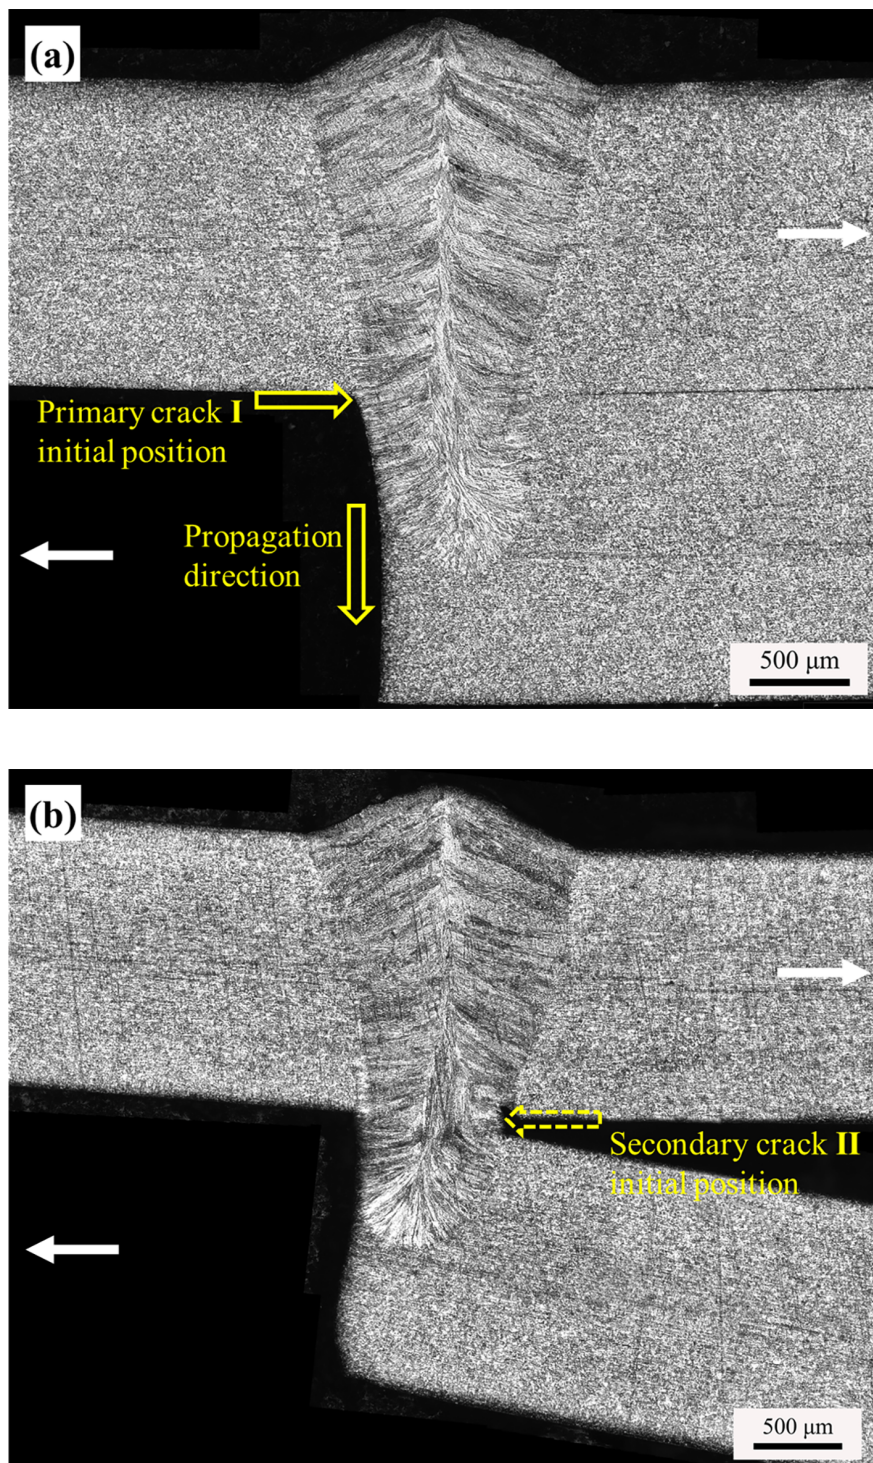 (a)
Primary crack I
initial position
Propagation
direction
500 μm
(b)
Secondary crack II
initial position
500 μm